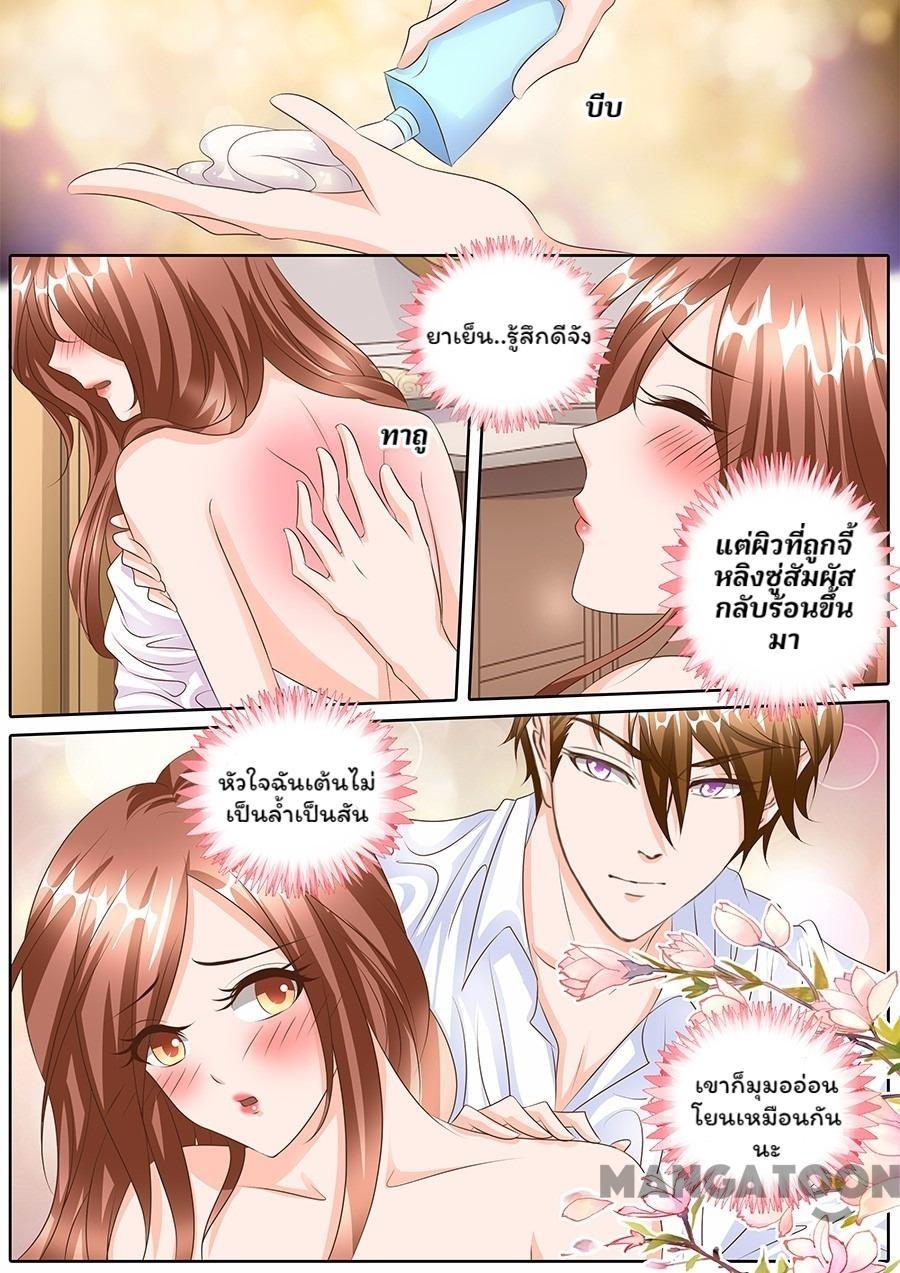 บีบ
ยาเย็น..รู้สึกดีจัง
ทาถู
แต่ผิวที่ถูกจี้
หลิงซู่สัมผัส
กลับร้อนขึ้น
มา
หัวใจฉันเต้นไม่
เป็นล้ำเป็นสัน
เขาก็มุมออ่อน
โยนเหมือนกัน
นะ
MANGATOON